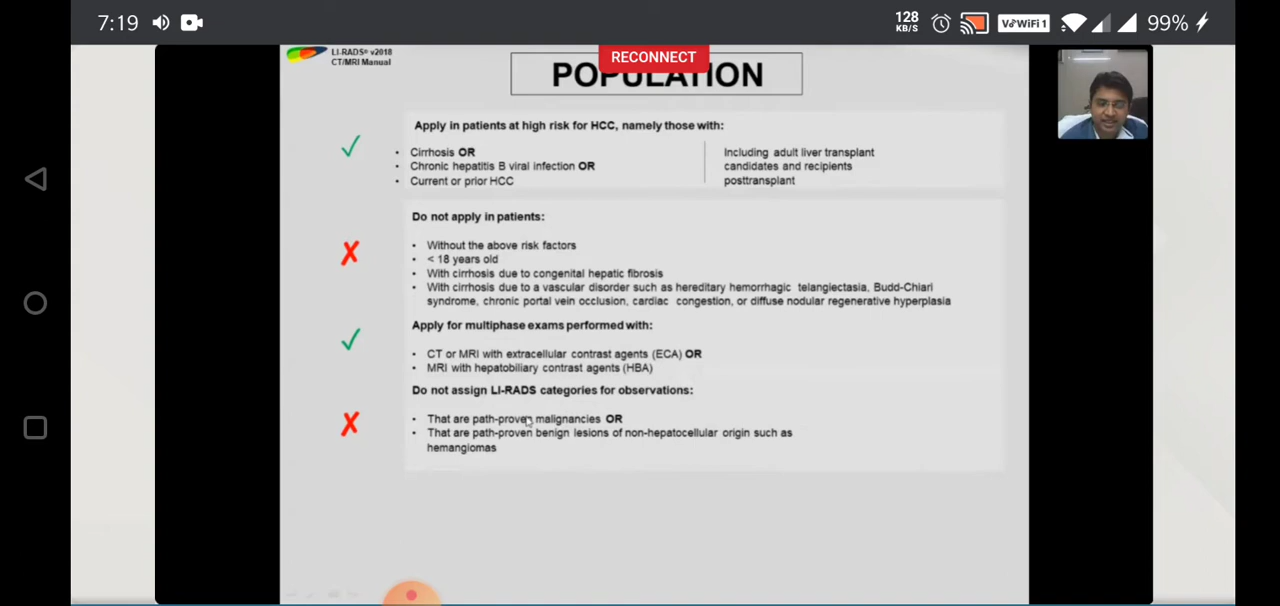 7:19
128
KB/S
VoWiFi 1
99%
LI-RADS® v2018
CT/MRI Manual
RECONNECT
POPULATION
Apply in patients at high risk for HCC, namely those with:
• Cirrhosis OR
• Chronic hepatitis B viral infection OR
• Current or prior HCC
Including adult liver transplant
candidates and recipients
posttransplant
Do not apply in patients:
• Without the above risk factors
• < 18 years old
• With cirrhosis due to congenital hepatic fibrosis
• With cirrhosis due to a vascular disorder such as hereditary hemorrhagic telangiectasia, Budd-Chiari
syndrome, chronic portal vein occlusion, cardiac congestion, or diffuse nodular regenerative hyperplasia
Apply for multiphase exams performed with:
• CT or MRI with extracellular contrast agents (ECA) OR
• MRI with hepatobiliary contrast agents (HBA)
Do not assign LI-RADS categories for observations:
• That are path-proven malignancies OR
• That are path-proven benign lesions of non-hepatocellular origin such as
hemangiomas